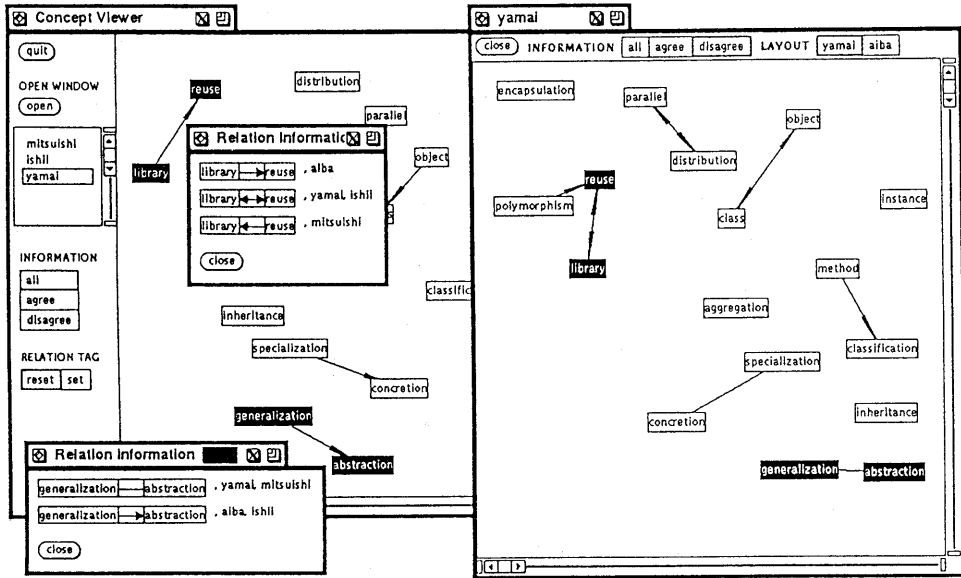 Concept Viewer
quit
OPEN WINDOW
open
mitsuishi
ishii
yamai
INFORMATION
all
agree
disagree
RELATION TAG
reset set
reuse
distribution
parallel
library
object
Relation Informatic
library reuse , aiba
library reuse , yamai, ishii
library reuse , mitsuishi
close
classific
inheritance
specialization
concretion
generalization
abstraction
Relation Information
generalization abstraction , yamai, mitsuishi
generalization abstraction , aiba, ishii
close
yamai
close INFORMATION all agree disagree LAYOUT yamai aiba
encapsulation
parallel
object
distribution
reuse
polymorphism
class
instance
library
method
aggregation
classification
specialization
concretion
inheritance
generalization abstraction